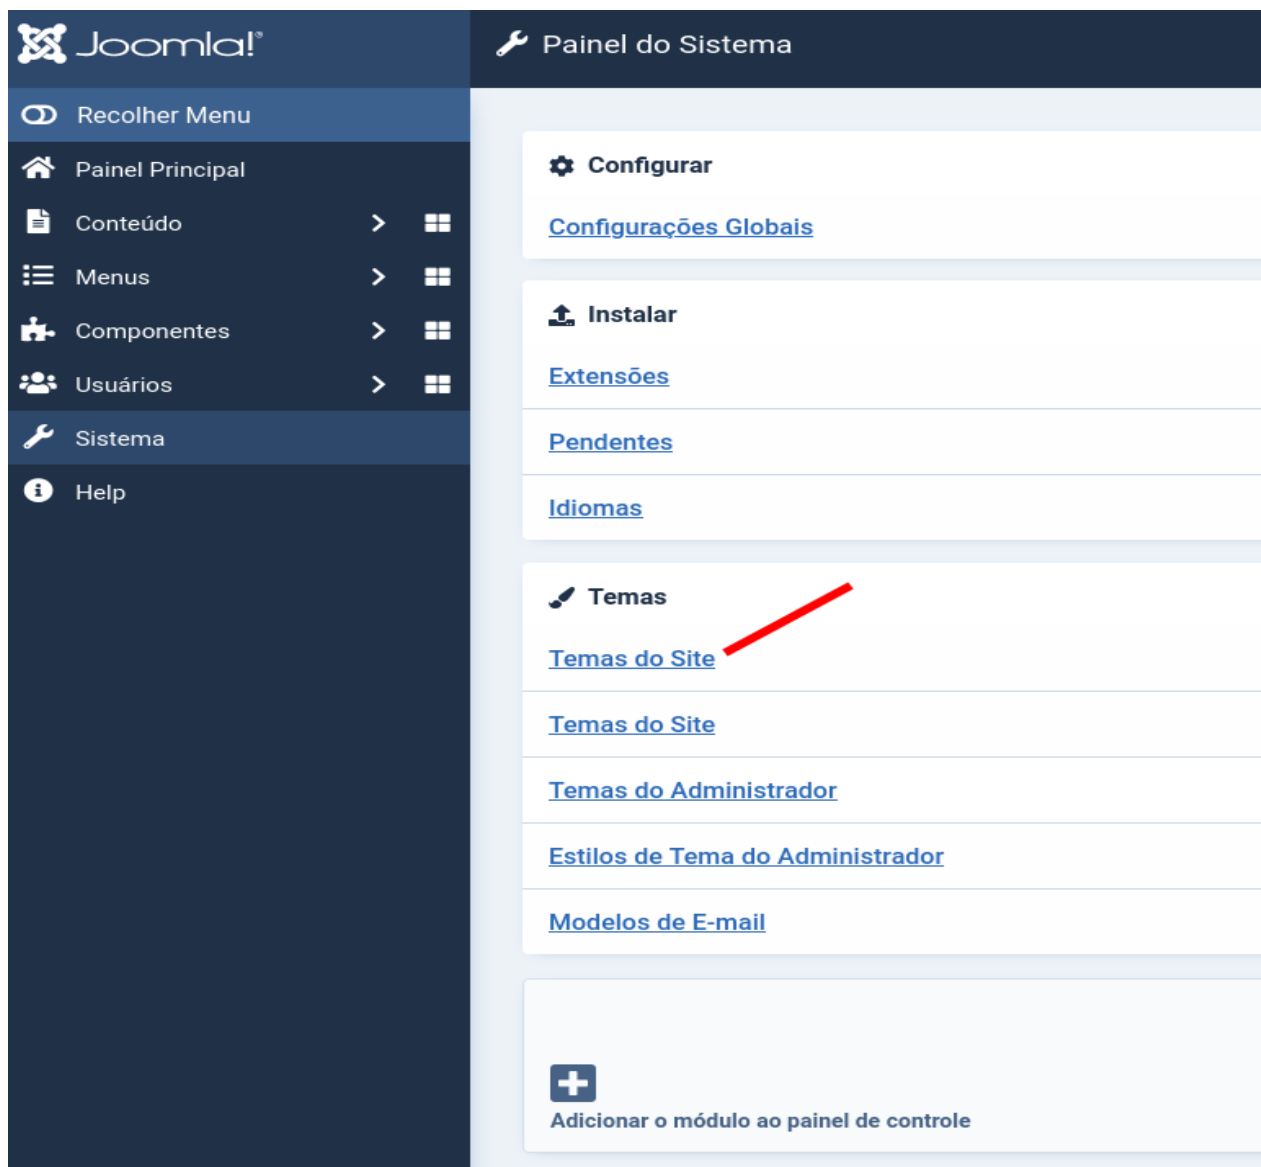 Joomla!
Painel do Sistema
Recolher Menu
Painel Principal
Conteúdo
Menus
Componentes
Usuários
Sistema
Help
Configurar
Configurações Globais
Instalar
Extensões
Pendentes
Idiomas
Temas
Temas do Site
Temas do Site
Temas do Administrador
Estilos de Tema do Administrador
Modelos de E-mail
Adicionar o módulo ao painel de controle